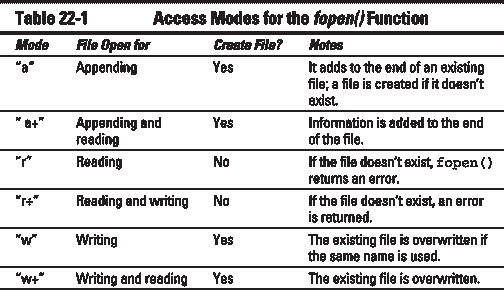 Table 22-1 Access Modes for the fopen() Function
Mode File Open for Create File? Notes
"a" Appending Yes It adds to the end of an existing
file; a file is created if it doesn't
exist.
" a+" Appending and Yes Information is added to the end
reading of the file.
"r" Reading No If the file doesn't exist, fopen()
returns an error.
"r+" Reading and writing No If the file doesn't exist, an error
is returned.
"w" Writing Yes The existing file is overwritten if
the same name is used.
"w+" Writing and reading Yes The existing file is overwritten.